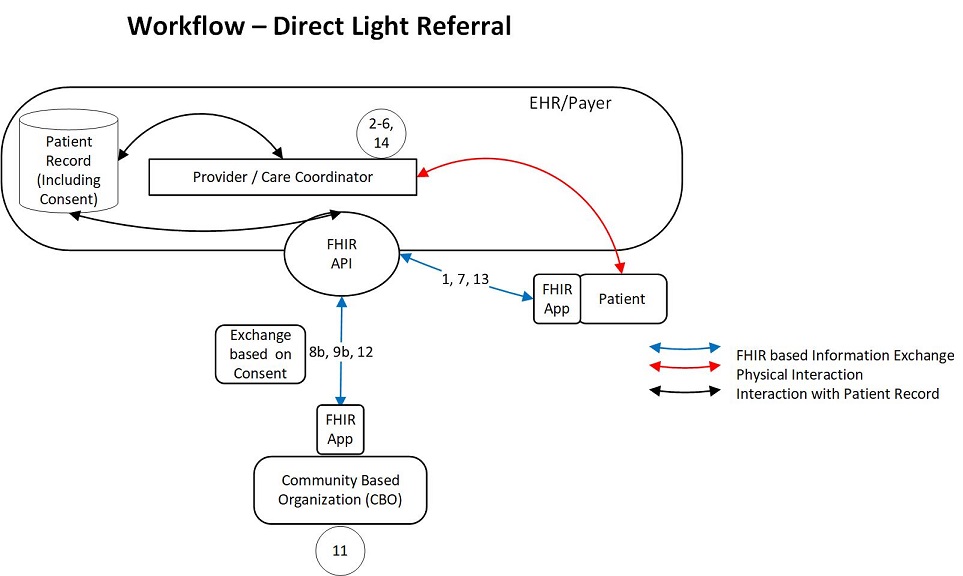 Workflow – Direct Light Referral
EHR/Payer
2-6,
14
Patient
Record
(Including
Consent)
Provider / Care Coordinator
FHIR
API
1, 7, 13
FHIR
App
Patient
Exchange
based on
Consent
8b, 9b, 12
FHIR based Information Exchange
Physical Interaction
Interaction with Patient Record
FHIR
App
Community Based
Organization (CBO)
11